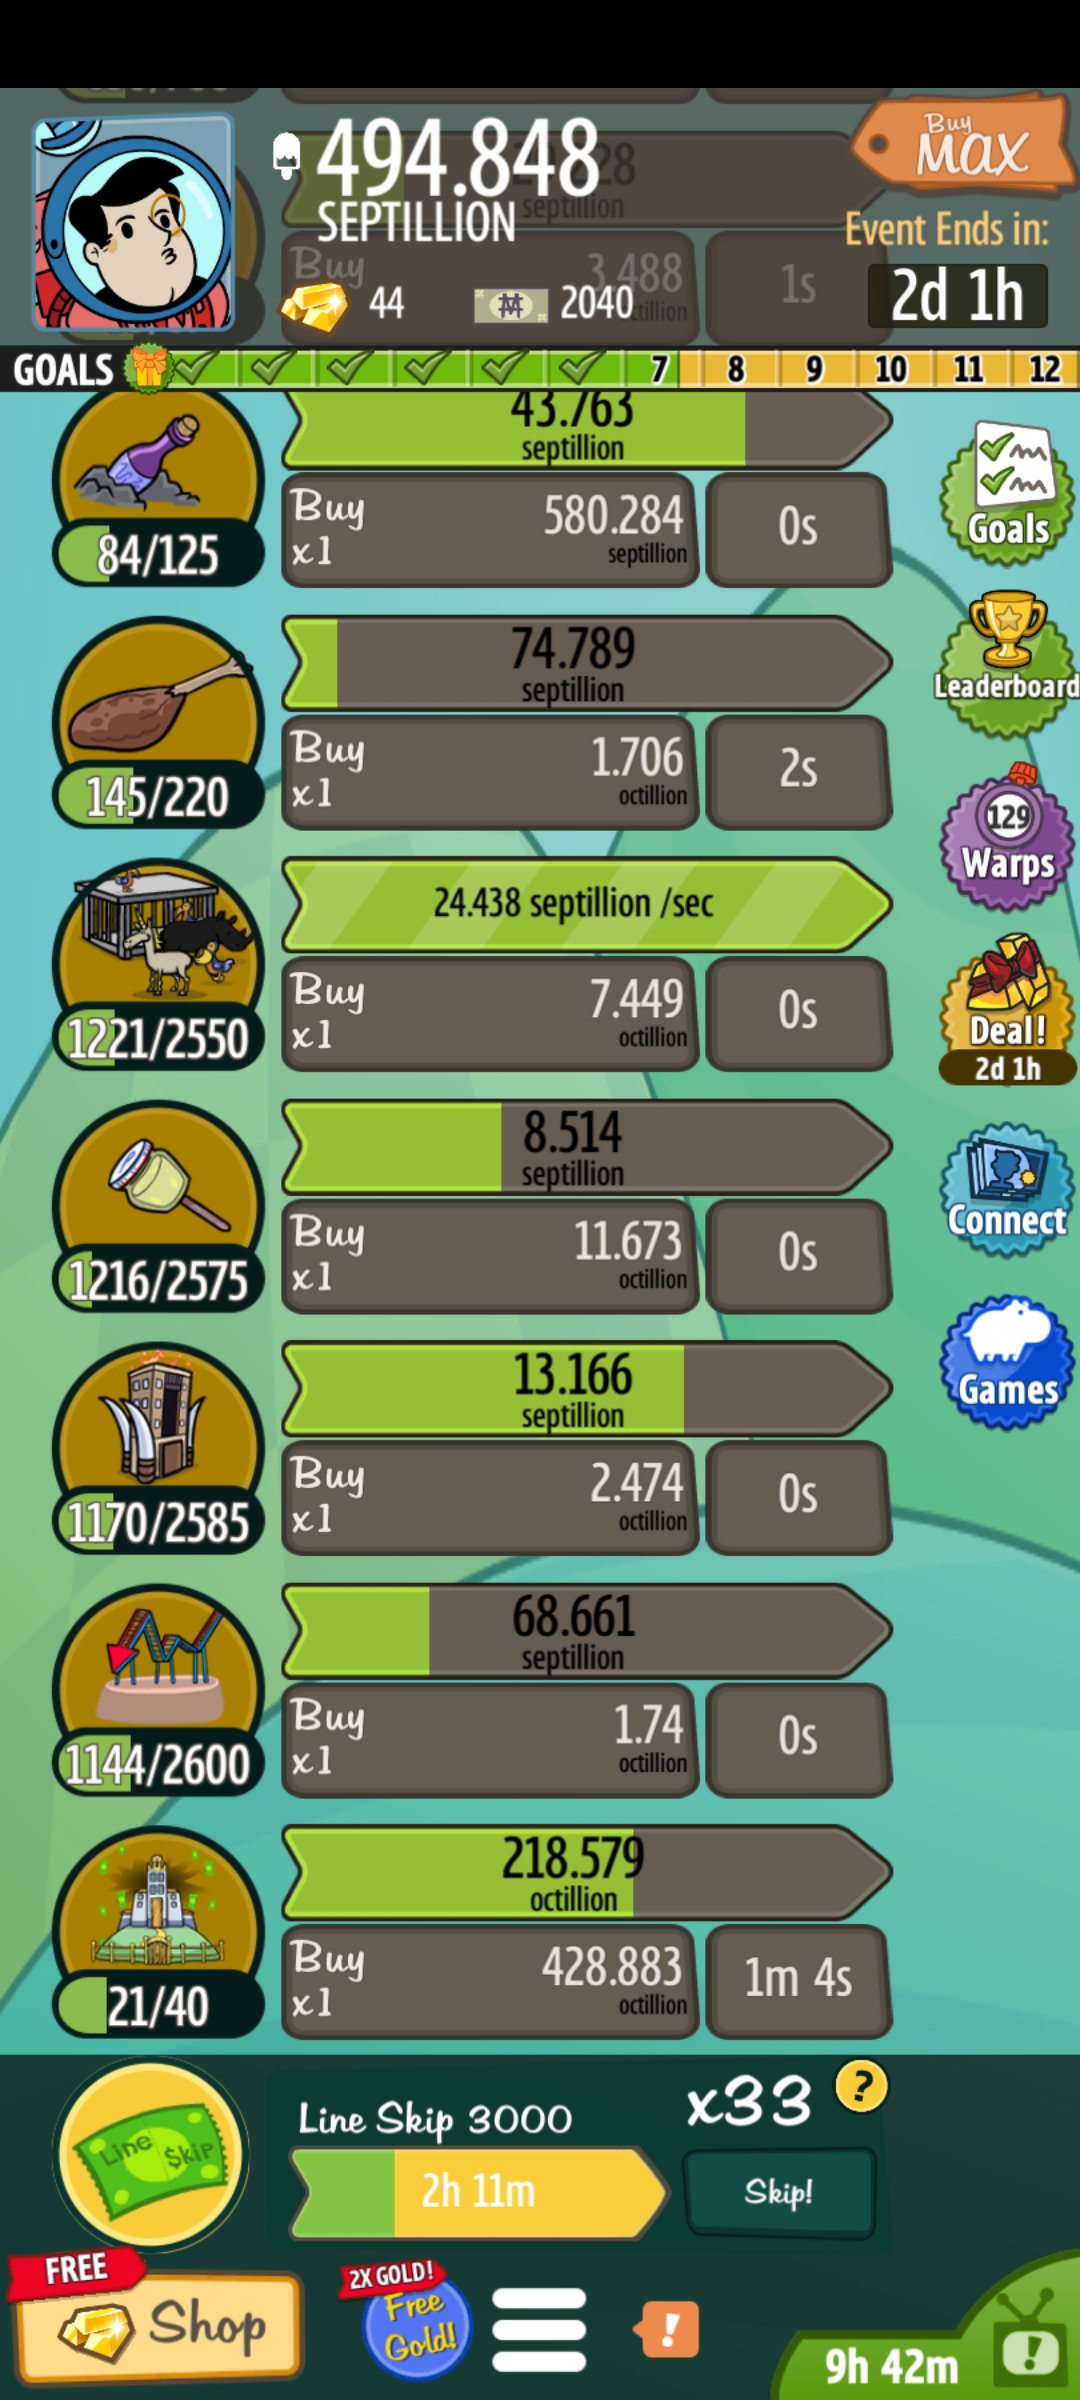 494.848
SEPTILLION
Buy
MAX
Event Ends in:
2d 1h
septillion
Buy
3.488
1s
44
2040
GOALS
7
8
9
10
11
12
43.763
septillion
84/125
Buy
x1
580.284
septillion
0s
Goals
Leaderboard
74.789
septillion
145/220
Buy
x1
1.706
octillion
2s
129
Warps
24.438 septillion /sec
1221/2550
Buy
x1
7.449
octillion
0s
Deal!
2d 1h
8.514
septillion
1216/2575
Buy
x1
11.673
octillion
0s
Connect
13.166
septillion
1170/2585
Buy
x1
2.474
octillion
0s
Games
68.661
septillion
1144/2600
Buy
x1
1.74
octillion
0s
218.579
octillion
21/40
Buy
x1
428.883
octillion
1m 4s
Line $kip
Line Skip 3000
x33
?
2h 11m
Skip!
FREE
Shop
2X GOLD!
Free
Gold!
!
9h 42m
!